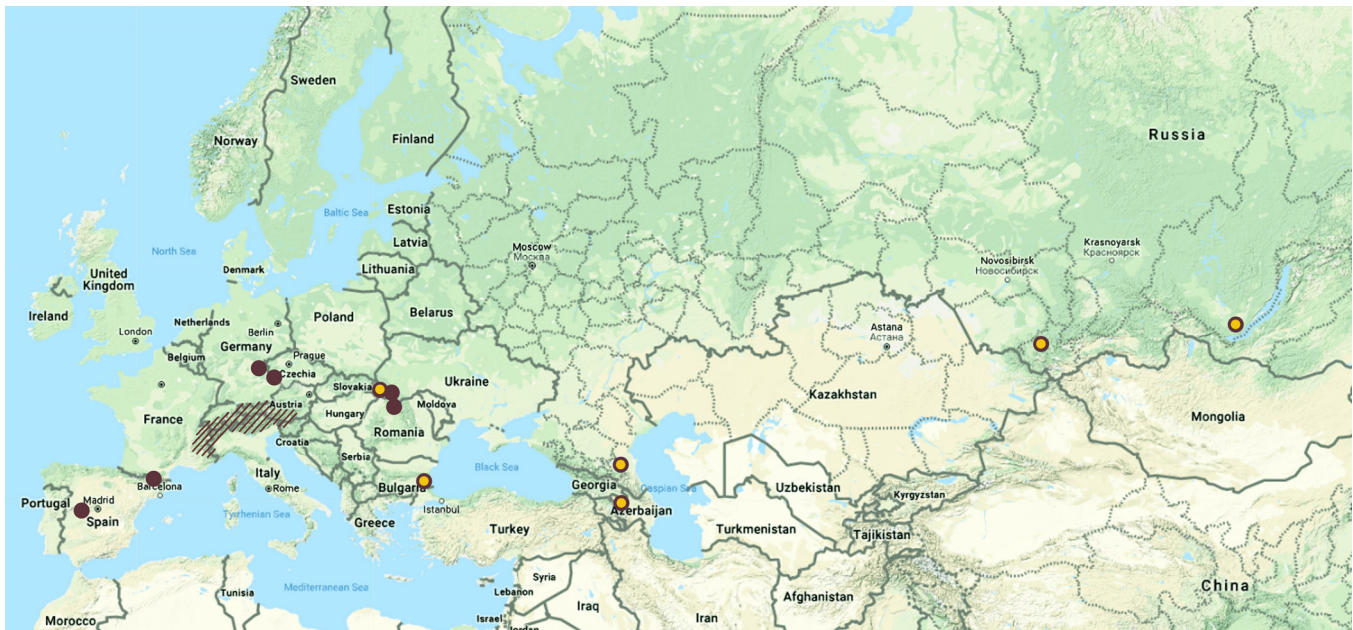 Sweden
Russia
Norway
Finland
Baltic Sea
Estonia
North Sea
Latvia
Moscow
Москва
Krasnoyarsk
Красноярск
Novosibirsk
Новосибирск
Denmark
Lithuania
United
Kingdom
Ireland
Belarus
Netherlands
Poland
London
Berlin
Astana
Астана
Germany
Belgium
Prague
Czechia
Ukraine
Slovakia
Kazakhstan
Austria
Hungary
Moldova
Mongolia
France
Romania
Croatia
Serbia
Black Sea
Italy
Georgia
Caspian Sea
Uzbekistan
Kyrgyzstan
Barcelona
Rome
Bulgaria
Portugal
Madrid
Spain
Tyrrhenian Sea
Istanbul
Azerbaijan
Greece
Turkey
Turkmenistan
Tajikistan
Syria
China
Mediterranean Sea
Lebanon
Tunisia
Afghanistan
Iraq
Iran
Morocco
Israel
Jordan